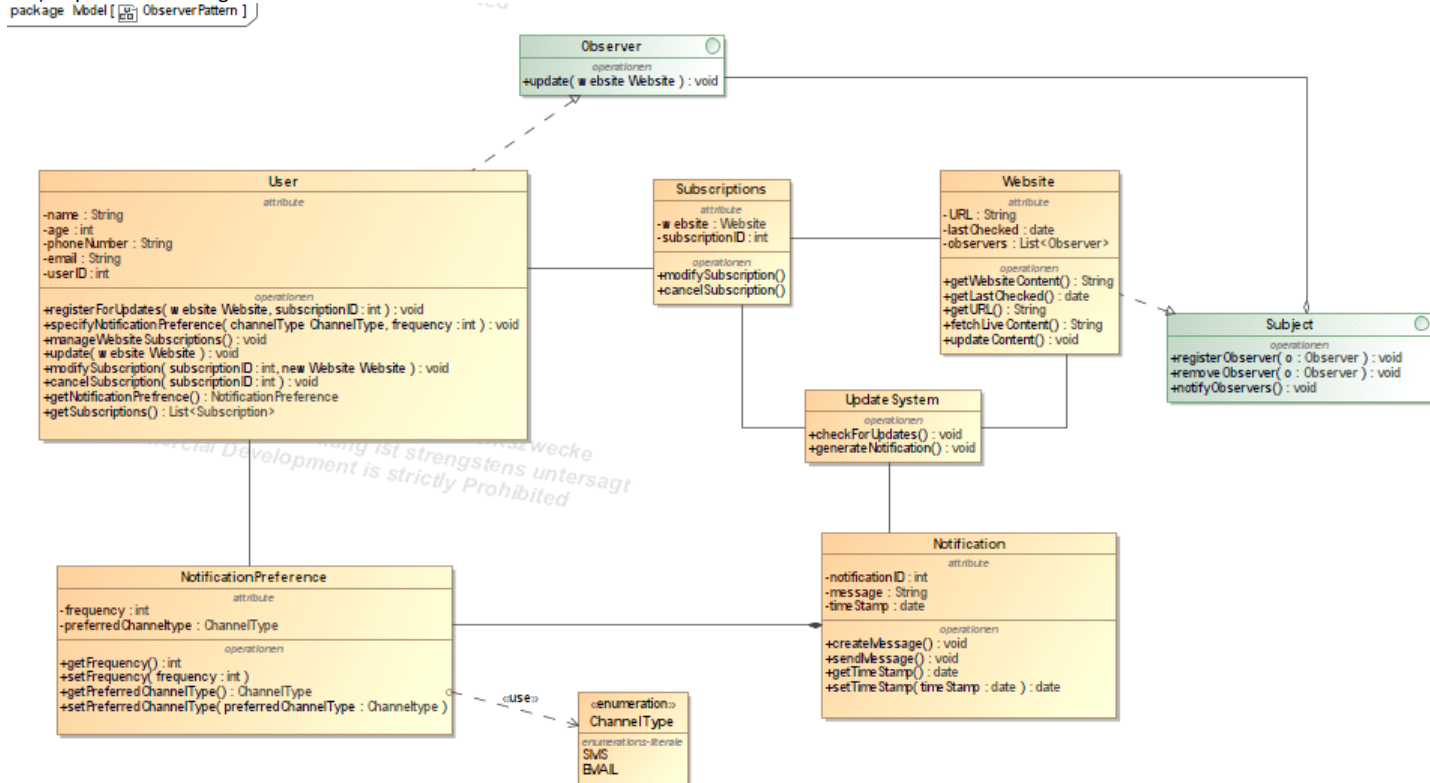 package Model [ ObserverPattern ]
Observer
operationen
+update( website Website ) : void
User
attribute
-name : String
-age : int
-phoneNumber : String
-email : String
-userID : int
operationen
+registerForUpdates( website Website, subscriptionID : int ) : void
+specifyNotificationPreference( channelType ChannelType, frequency : int ) : void
+manageWebsiteSubscriptions() : void
+update( website Website ) : void
+modifySubscription( subscriptionID : int, new Website Website ) : void
+cancelSubscription( subscriptionID : int ) : void
+getNotificationPrefrence() : NotificationPreference
+getSubscriptions() : List<Subscription>
Subscriptions
attribute
-website : Website
-subscriptionID : int
operationen
+modifySubscription()
+cancelSubscription()
Website
attribute
-URL : String
-lastChecked : date
-observers : List<Observer>
operationen
+getWebsiteContent() : String
+getLastChecked() : date
+getURL() : String
+fetchLiveContent() : String
+updateContent() : void
Subject
operationen
+registerObserver( o : Observer ) : void
+removeObserver( o : Observer ) : void
+notifyObservers() : void
Update System
operationen
+checkForUpdates() : void
+generateNotification() : void
ist strengstens untersagt
Development is strictly Prohibited
NotificationPreference
attribute
-frequency : int
-preferredChanneltype : ChannelType
operationen
+getFrequency() : int
+setFrequency( frequency : int )
+getPreferredChannelType() : ChannelType
+setPreferredChannelType( preferredChannelType : Channeltype )
«use»
«enumeration»
ChannelType
enumerations-literale
SMS
EMAIL
Notification
attribute
-notificationID : int
-message : String
-timeStamp : date
operationen
+createMessage() : void
+sendMessage() : void
+getTimeStamp() : date
+setTimeStamp( timeStamp : date ) : date